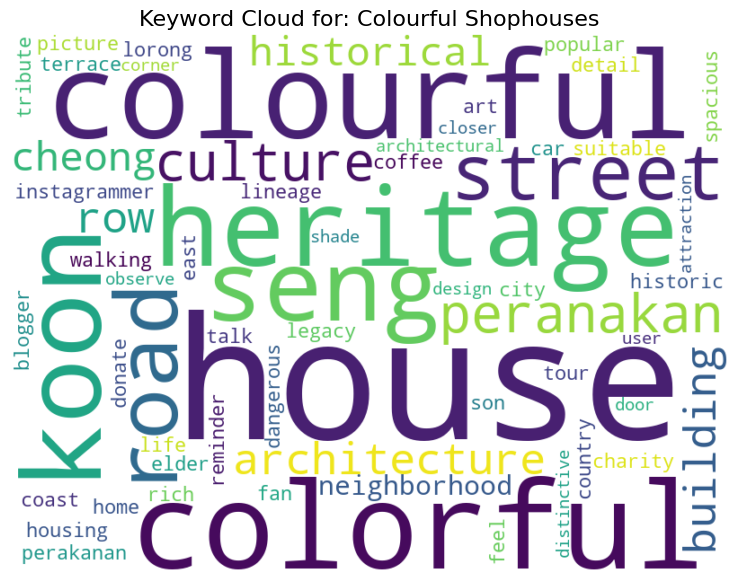 Keyword Cloud for: Colourful Shophouses
picture
lorong
historical
popular
terrace
corner
detail
tribute
colourful
spacious
art
closer
cheong
culture
coffee
architectural
car
suitable
street
instagrammer
lineage
row
heritage
attraction
walking
shade
east
observe
seng
historic
koon
road
design
city
peranakan
blogger
talk
legacy
user
house
donate
dangerous
tour
son
door
building
life
reminder
elder
architecture
country
charity
coast
home
rich
fan
neighborhood
distinctive
housing
perakanan
colorful
feel